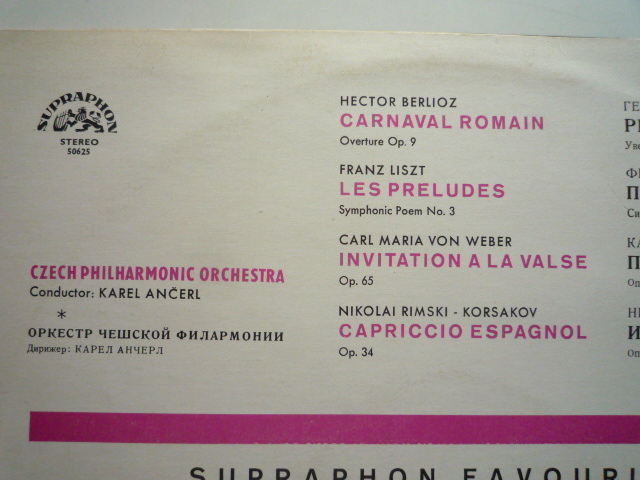 SUPRAPHON
STEREO
50625
CZECH PHILHARMONIC ORCHESTRA
Conductor: KAREL ANČERL
*
ОРКЕСТР ЧЕШСКОЙ ФИЛАРМОНИИ
Дирижер: КАРЕЛ АНЧЕРЛ
HECTOR BERLIOZ
CARNAVAL ROMAIN
Overture Op. 9
FRANZ LISZT
LES PRELUDES
Symphonic Poem No. 3
CARL MARIA VON WEBER
INVITATION A LA VALSE
Op. 65
NIKOLAI RIMSKI - KORSAKOV
CAPRICCIO ESPAGNOL
Op. 34
SUPRAPHON